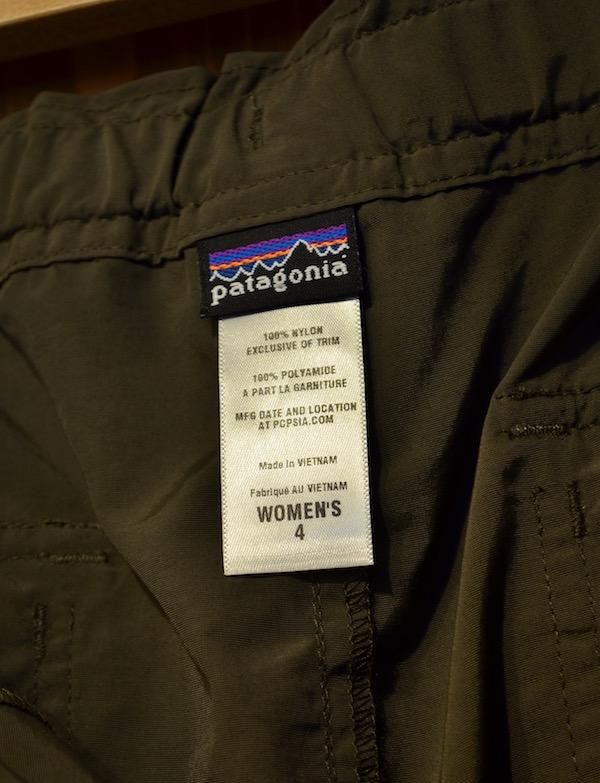 patagonia
100% NYLON
EXCLUSIVE OF TRIM
100% POLYAMIDE
A PART LA GARNITURE
MFG DATE AND LOCATION
AT PCPSIA.COM
Made in VIETNAM
Fabriqué AU VIETNAM
WOMEN'S
4